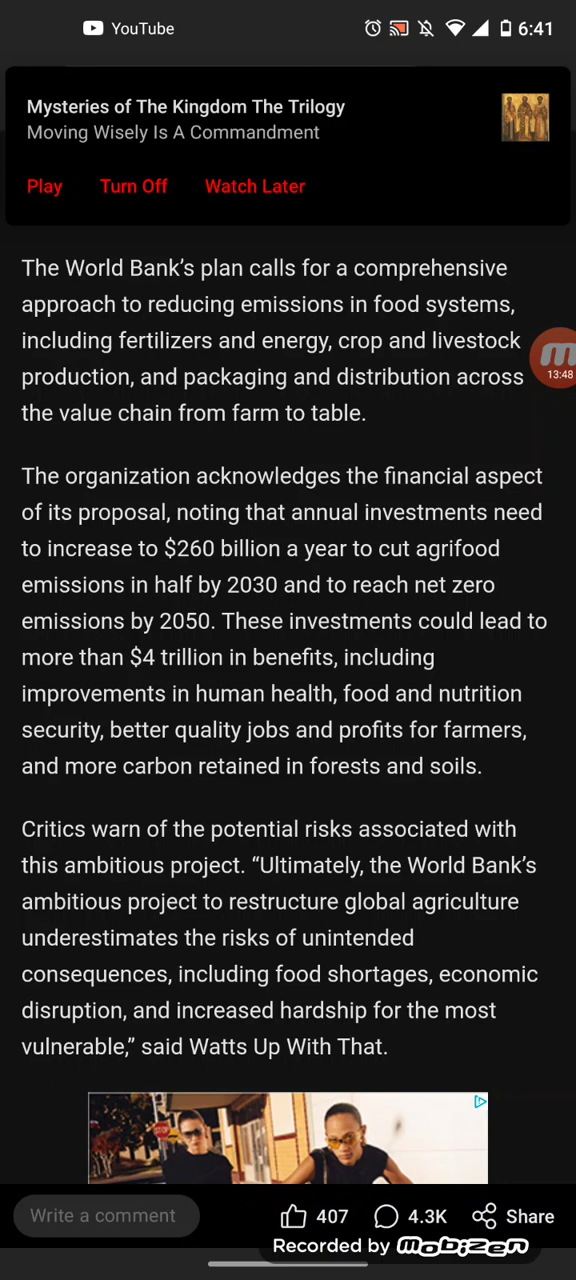 YouTube 6:41
Mysteries of The Kingdom The Trilogy
Moving Wisely Is A Commandment
Play Turn Off Watch Later
The World Bank’s plan calls for a comprehensive
approach to reducing emissions in food systems,
including fertilizers and energy, crop and livestock
production, and packaging and distribution across
the value chain from farm to table.
13:48
The organization acknowledges the financial aspect
of its proposal, noting that annual investments need
to increase to $260 billion a year to cut agrifood
emissions in half by 2030 and to reach net zero
emissions by 2050. These investments could lead to
more than $4 trillion in benefits, including
improvements in human health, food and nutrition
security, better quality jobs and profits for farmers,
and more carbon retained in forests and soils.
Critics warn of the potential risks associated with
this ambitious project. “Ultimately, the World Bank’s
ambitious project to restructure global agriculture
underestimates the risks of unintended
consequences, including food shortages, economic
disruption, and increased hardship for the most
vulnerable,” said Watts Up With That.
STOP
Write a comment 407 4.3K Share
Recorded by mobizen